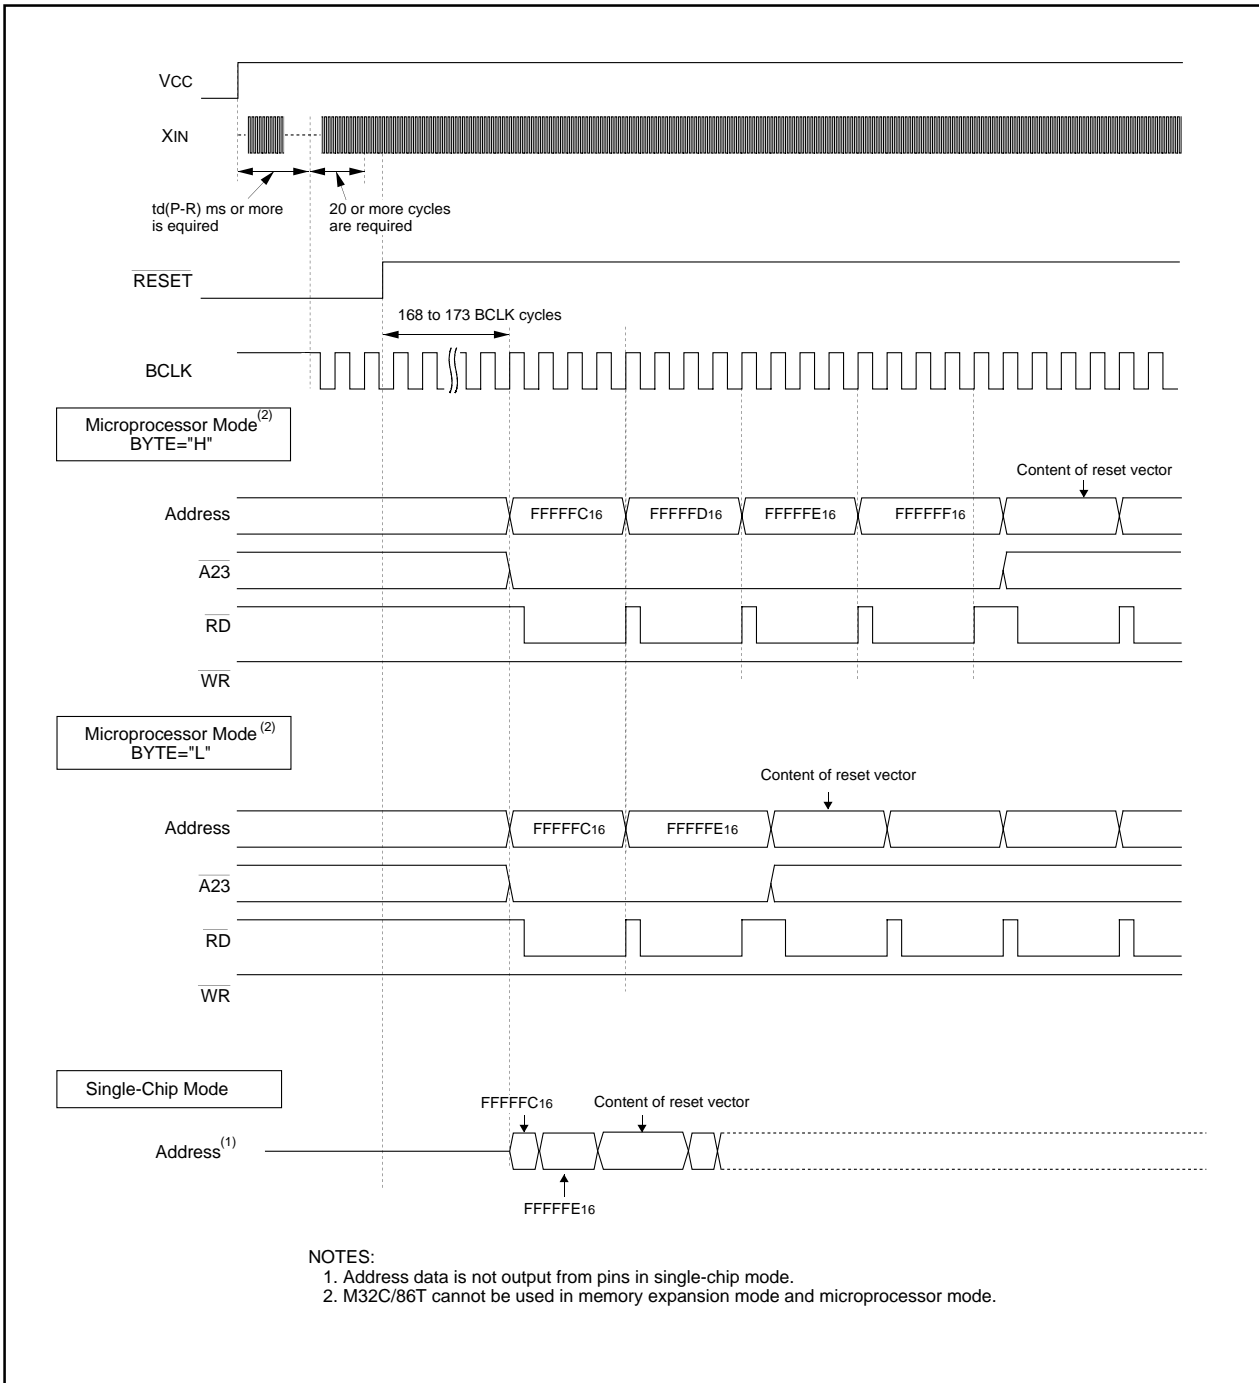 VCC
XIN
td(P-R) ms or more
is equired
20 or more cycles
are required
RESET
168 to 173 BCLK cycles
BCLK
Microprocessor Mode(2)
BYTE="H"
Content of reset vector
Address
FFFFFC16
FFFFFD16
FFFFFE16
FFFFFF16
A23
RD
WR
Microprocessor Mode(2)
BYTE="L"
Content of reset vector
Address
FFFFFC16
FFFFFE16
A23
RD
WR
Single-Chip Mode
FFFFFC16
Content of reset vector
Address(1)
FFFFFE16
NOTES:
1. Address data is not output from pins in single-chip mode.
2. M32C/86T cannot be used in memory expansion mode and microprocessor mode.